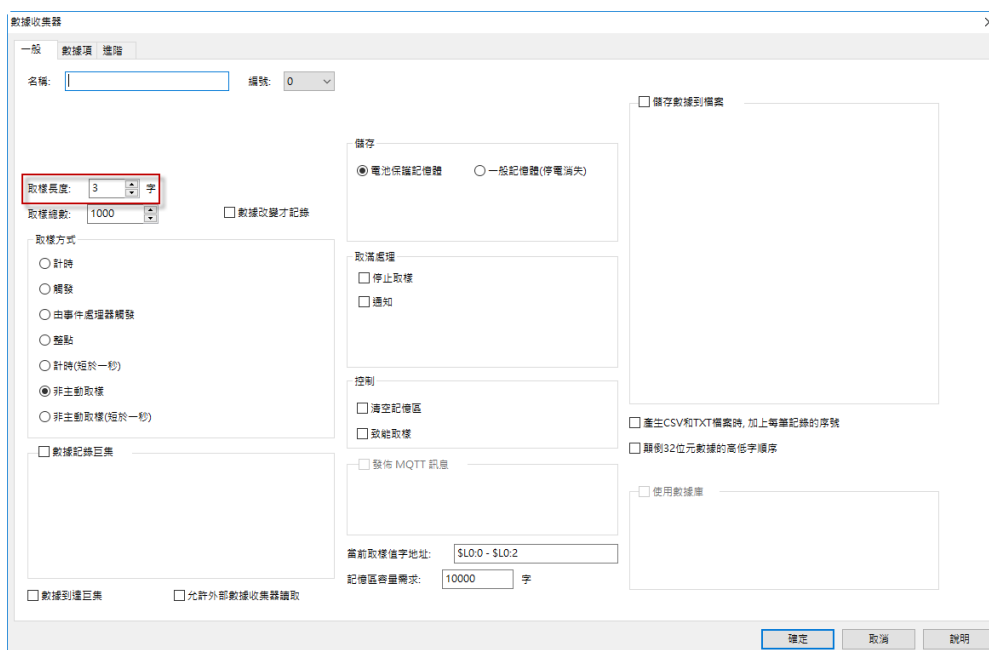 數據收集器
一般 數據項 進階
名稱: 編號: 0
取樣長度: 3 字
取樣總數: 1000 數據改變才記錄
取樣方式
計時
觸發
由事件處理器觸發
整點
計時(短於一秒)
非主動取樣
非主動取樣(短於一秒)
數據記錄巨集
數據到達巨集 允許外部數據收集器讀取
儲存
電池保護記憶體 一般記憶體(停電消失)
取滿處理
停止取樣
通知
控制
清空記憶區
致能取樣
發佈 MQTT 訊息
當前取樣值字地址: $L0:0 - $L0:2
記憶區容量需求: 10000 字
儲存數據到檔案
產生CSV和TXT檔案時, 加上每筆記錄的序號
顛倒32位元數據的高低字順序
使用數據庫
確定 取消 說明